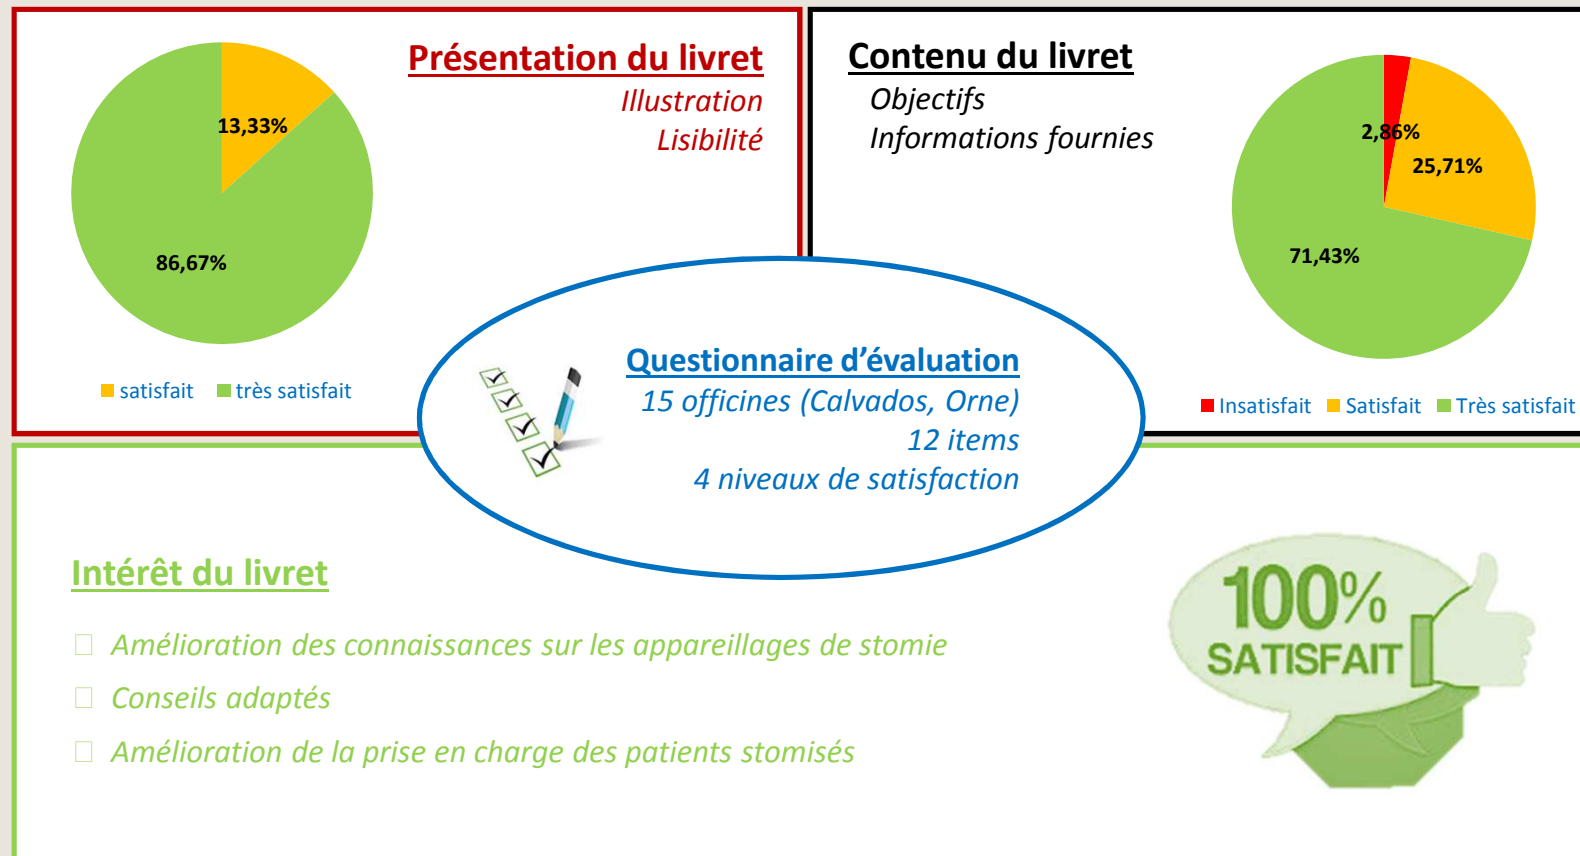 Présentation du livret
Illustration
Lisibilité
13,33%
86,67%
satisfait très satisfait
Contenu du livret
Objectifs
Informations fournies
2,86%
25,71%
71,43%
Insatisfait Satisfait Très satisfait
Questionnaire d’évaluation
15 officines (Calvados, Orne)
12 items
4 niveaux de satisfaction
Intérêt du livret
Amélioration des connaissances sur les appareillages de stomie
Conseils adaptés
Amélioration de la prise en charge des patients stomisés
100%
SATISFAIT